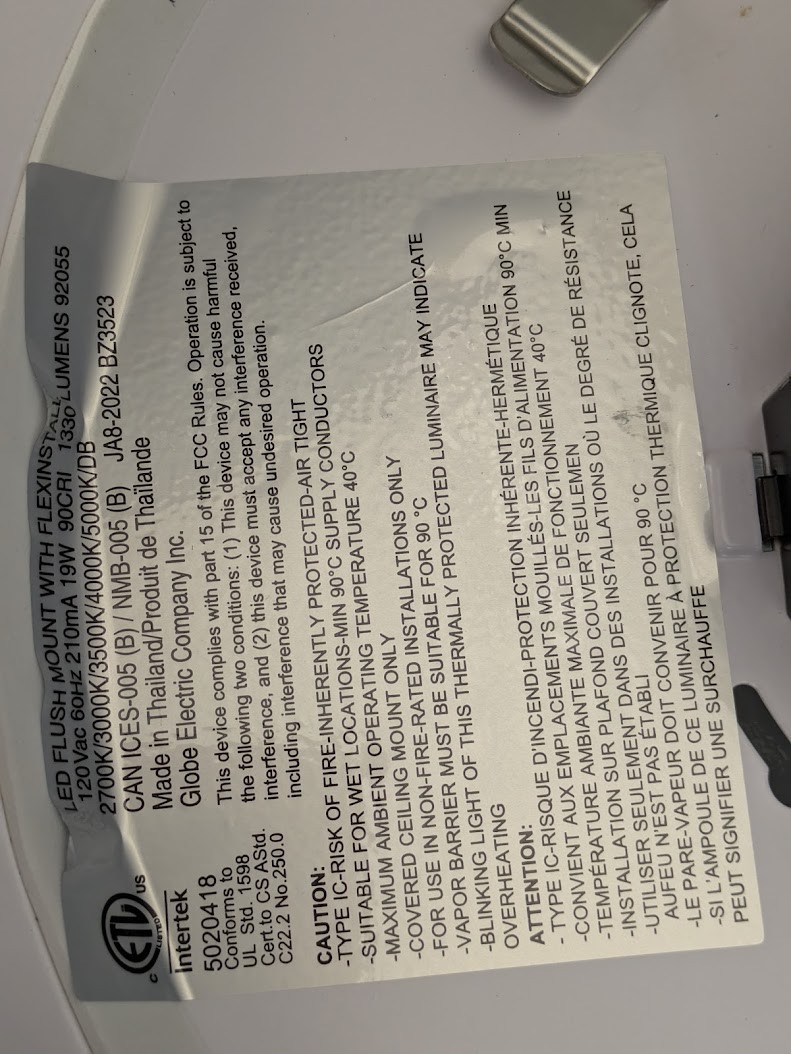 LED FLUSH MOUNT WITH FLEXINSTALL
120Vac 60Hz 210mA 19W 90CRI 1330 LUMENS 92055
2700K/3000K/3500K/4000K/5000K/DB
CAN ICES-005 (B) / NMB-005 (B) JA8-2022 BZ3523
Made in Thailand/Produit de Thaïlande
Globe Electric Company Inc.
This device complies with part 15 of the FCC Rules. Operation is subject to
the following two conditions: (1) This device may not cause harmful
interference, and (2) this device must accept any interference received,
including interference that may cause undesired operation.
C ETL US
LISTED
Intertek
5020418
Conforms to
UL Std. 1598
Cert.to CS AStd.
C22.2 No.250.0
CAUTION:
-TYPE IC-RISK OF FIRE-INHERENTLY PROTECTED-AIR TIGHT
-SUITABLE FOR WET LOCATIONS-MIN 90°C SUPPLY CONDUCTORS
-MAXIMUM AMBIENT OPERATING TEMPERATURE 40°C
-COVERED CEILING MOUNT ONLY
-FOR USE IN NON-FIRE-RATED INSTALLATIONS ONLY
-VAPOR BARRIER MUST BE SUITABLE FOR 90 °C
-BLINKING LIGHT OF THIS THERMALLY PROTECTED LUMINAIRE MAY INDICATE
OVERHEATING
ATTENTION:
- TYPE IC-RISQUE D'INCENDI-PROTECTION INHÉRENTE-HERMÉTIQUE
-CONVIENT AUX EMPLACEMENTS MOUILLÉS-LES FILS D'ALIMENTATION 90°C MIN
-TEMPÉRATURE AMBIANTE MAXIMALE DE FONCTIONNEMENT 40°C
-INSTALLATION SUR PLAFOND COUVERT SEULEMEN
-UTILISER SEULEMENT DANS DES INSTALLATIONS OÙ LE DEGRÉ DE RÉSISTANCE
AUFEU N'EST PAS ÉTABLI
-LE PARE-VAPEUR DOIT CONVENIR POUR 90 °C
-SI L'AMPOULE DE CE LUMINAIRE À PROTECTION THERMIQUE CLIGNOTE, CELA
PEUT SIGNIFIER UNE SURCHAUFFE